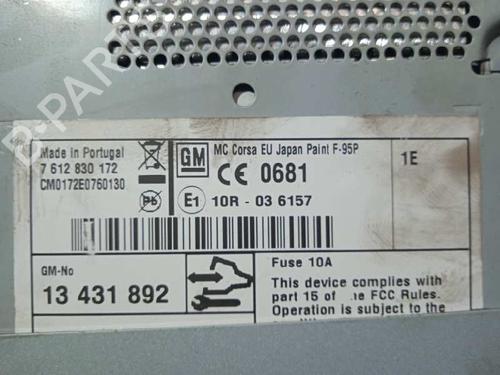 B-PARTS
Made in Portugal
7 612 830 172
CM0172E0760130
GM
MC Corsa EU Japan Paint F-95P
CE 0681
1E
Pb
E1
10R - 03 6157
GM-No
13 431 892
Fuse 10A
This device complies with
part 15 of .he FCC Rules.
Operation is subject to the